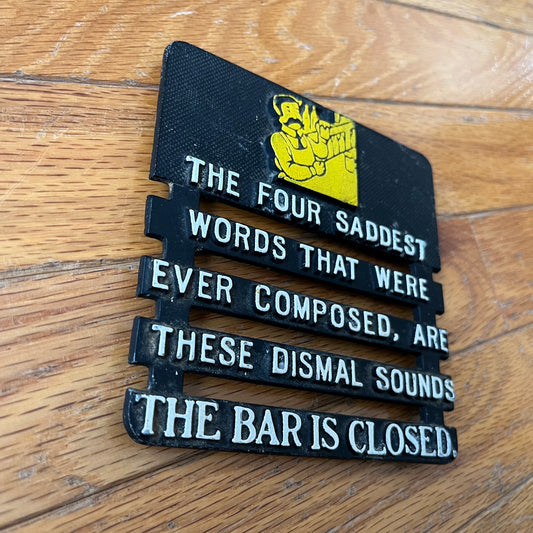 THE FOUR SADDEST
WORDS THAT WERE
EVER COMPOSED, ARE
THESE DISMAL SOUNDS
THE BAR IS CLOSED.